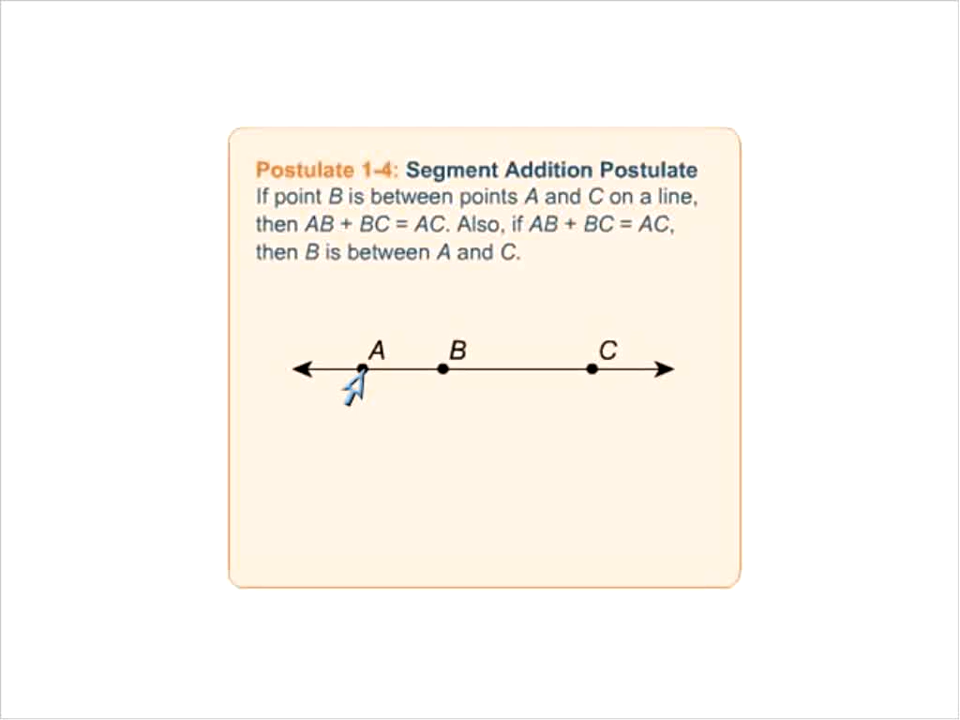 Postulate 1-4: Segment Addition Postulate
If point B is between points A and C on a line,
then AB + BC = AC. Also, if AB + BC = AC,
then B is between A and C.
A B C